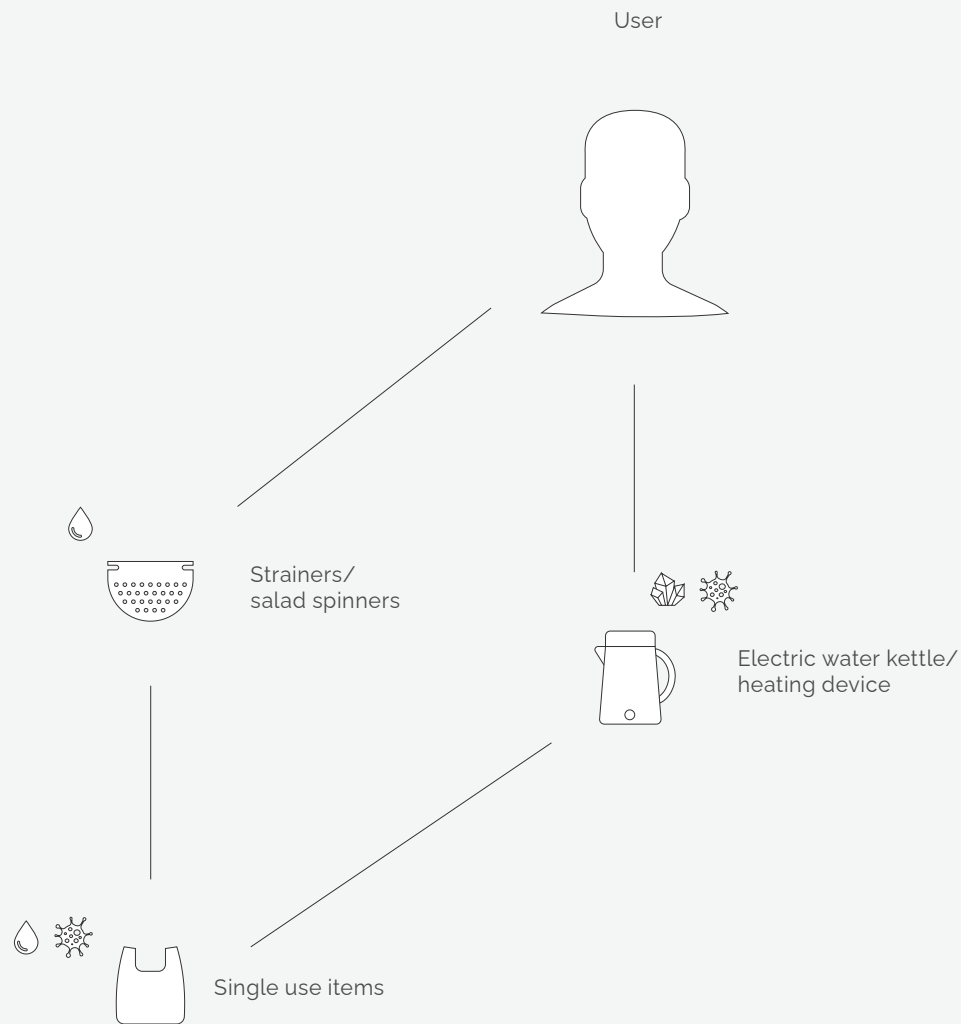 User
Strainers/
salad spinners
Electric water kettle/
heating device
Single use items